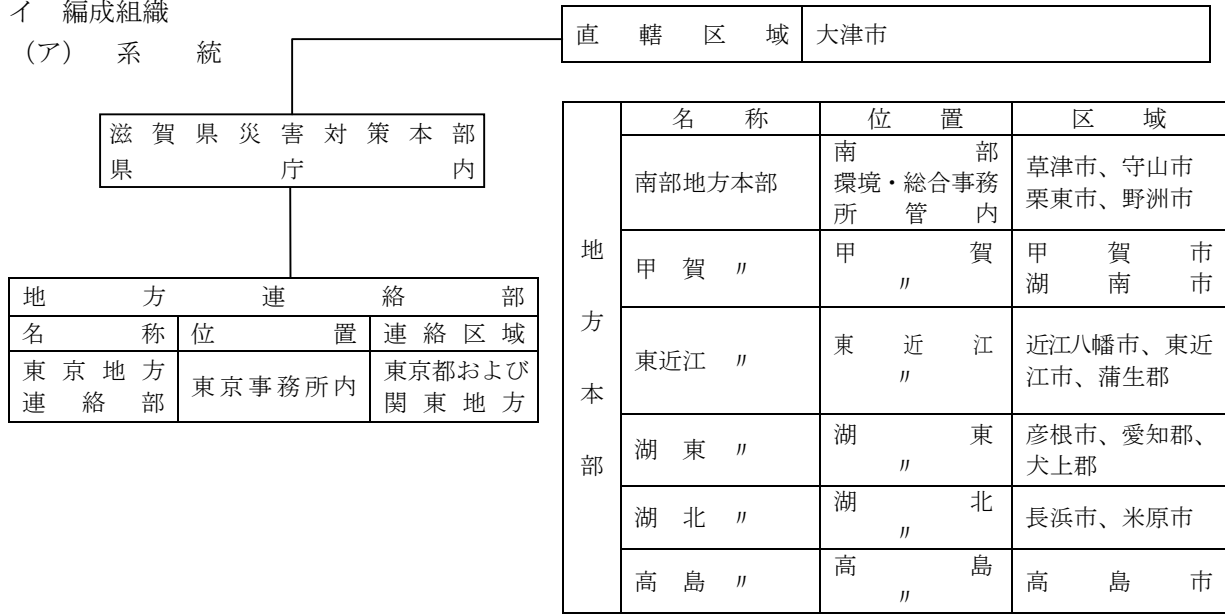 イ 編成組織
(ア) 系 統
直轄区域 大津市
滋賀県災害対策本部
県庁内
地方連絡部
名称 位置 連絡区域
東京地方
連絡部
東京事務所内
東京都および
関東地方
地方本部
名称 位置 区域
南部地方本部
南部
環境・総合事務
所管内
草津市、守山市
栗東市、野洲市
甲賀 〃
甲賀
〃
甲賀市
湖南市
東近江 〃
東近江
〃
近江八幡市、東近
江市、蒲生郡
湖東 〃
湖東
〃
彦根市、愛知郡、
犬上郡
湖北 〃
湖北
〃
長浜市、米原市
高島 〃
高島
〃
高島市